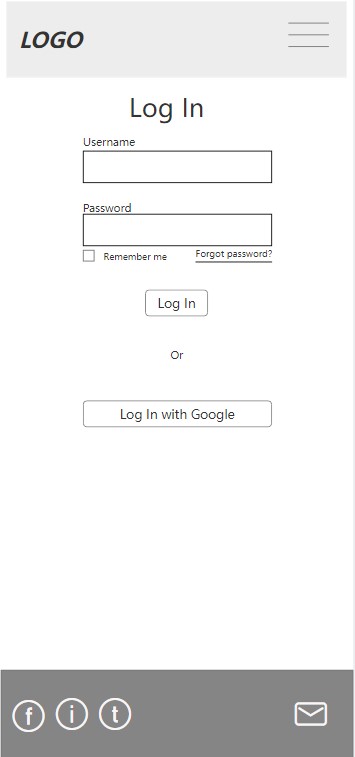 LOGO
Log In
Username
Password
Remember me
Forgot password?
Log In
Or
Log In with Google
f i t